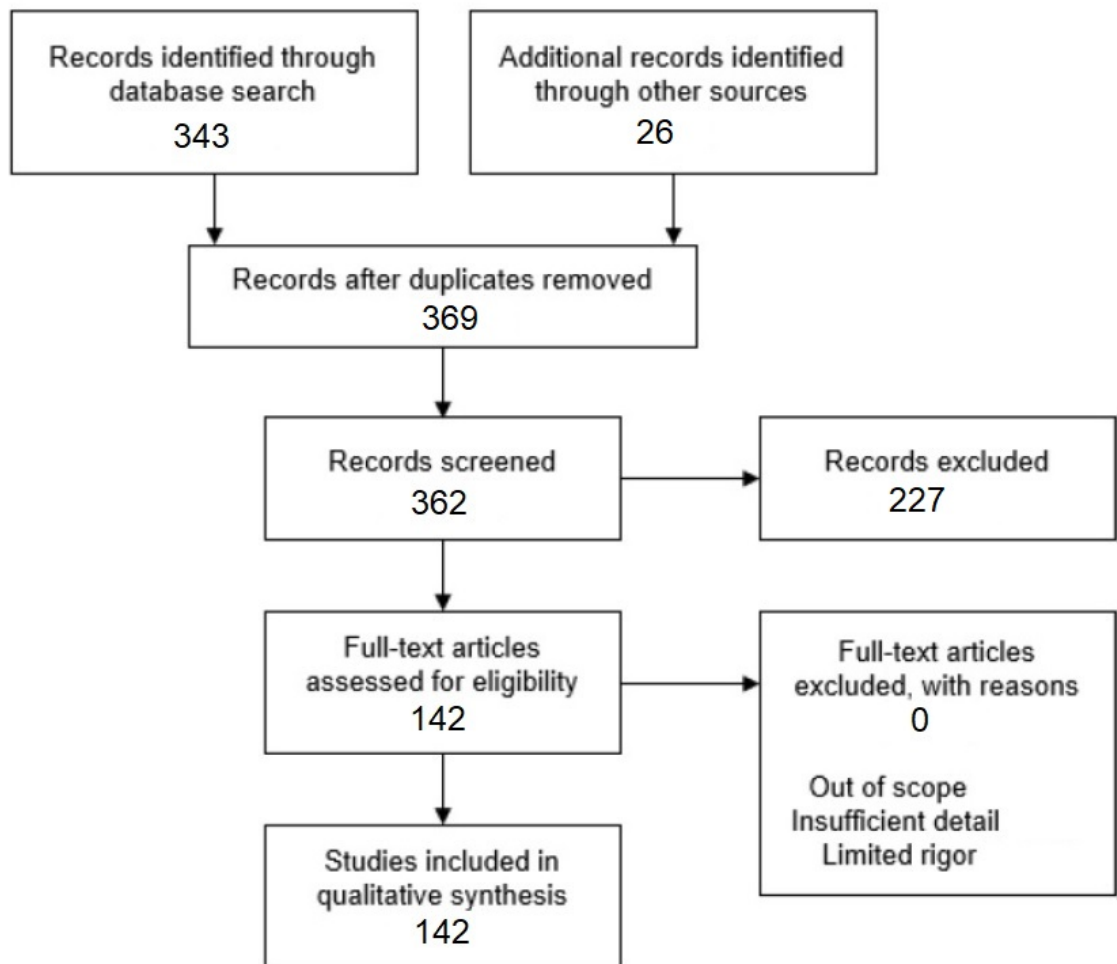 Records identified through
database search
343
Additional records identified
through other sources
26
Records after duplicates removed
369
Records screened
362
Records excluded
227
Full-text articles
assessed for eligibility
142
Full-text articles
excluded, with reasons
0
Out of scope
Insufficient detail
Limited rigor
Studies included in
qualitative synthesis
142